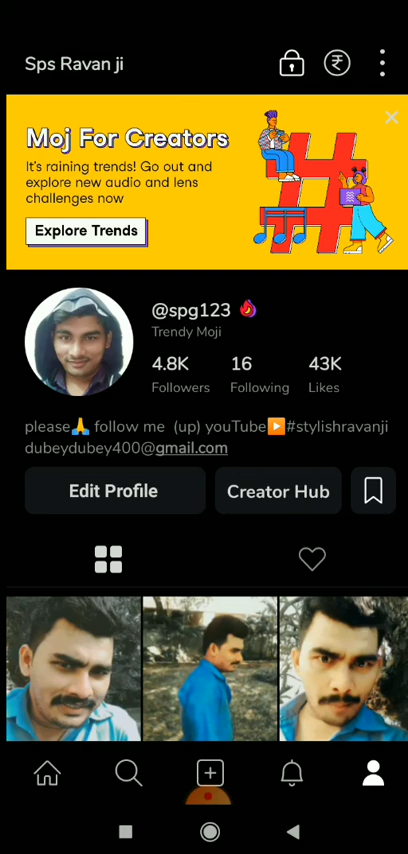 Sps Ravan ji
Moj For Creators
It's raining trends! Go out and
explore new audio and lens
challenges now
Explore Trends
@spg123 🔥
Trendy Moji
4.8K 16 43K
Followers Following Likes
please🙏 follow me (up) youTube▶️#stylishravanji
dubeydubey400@gmail.com
Edit Profile Creator Hub